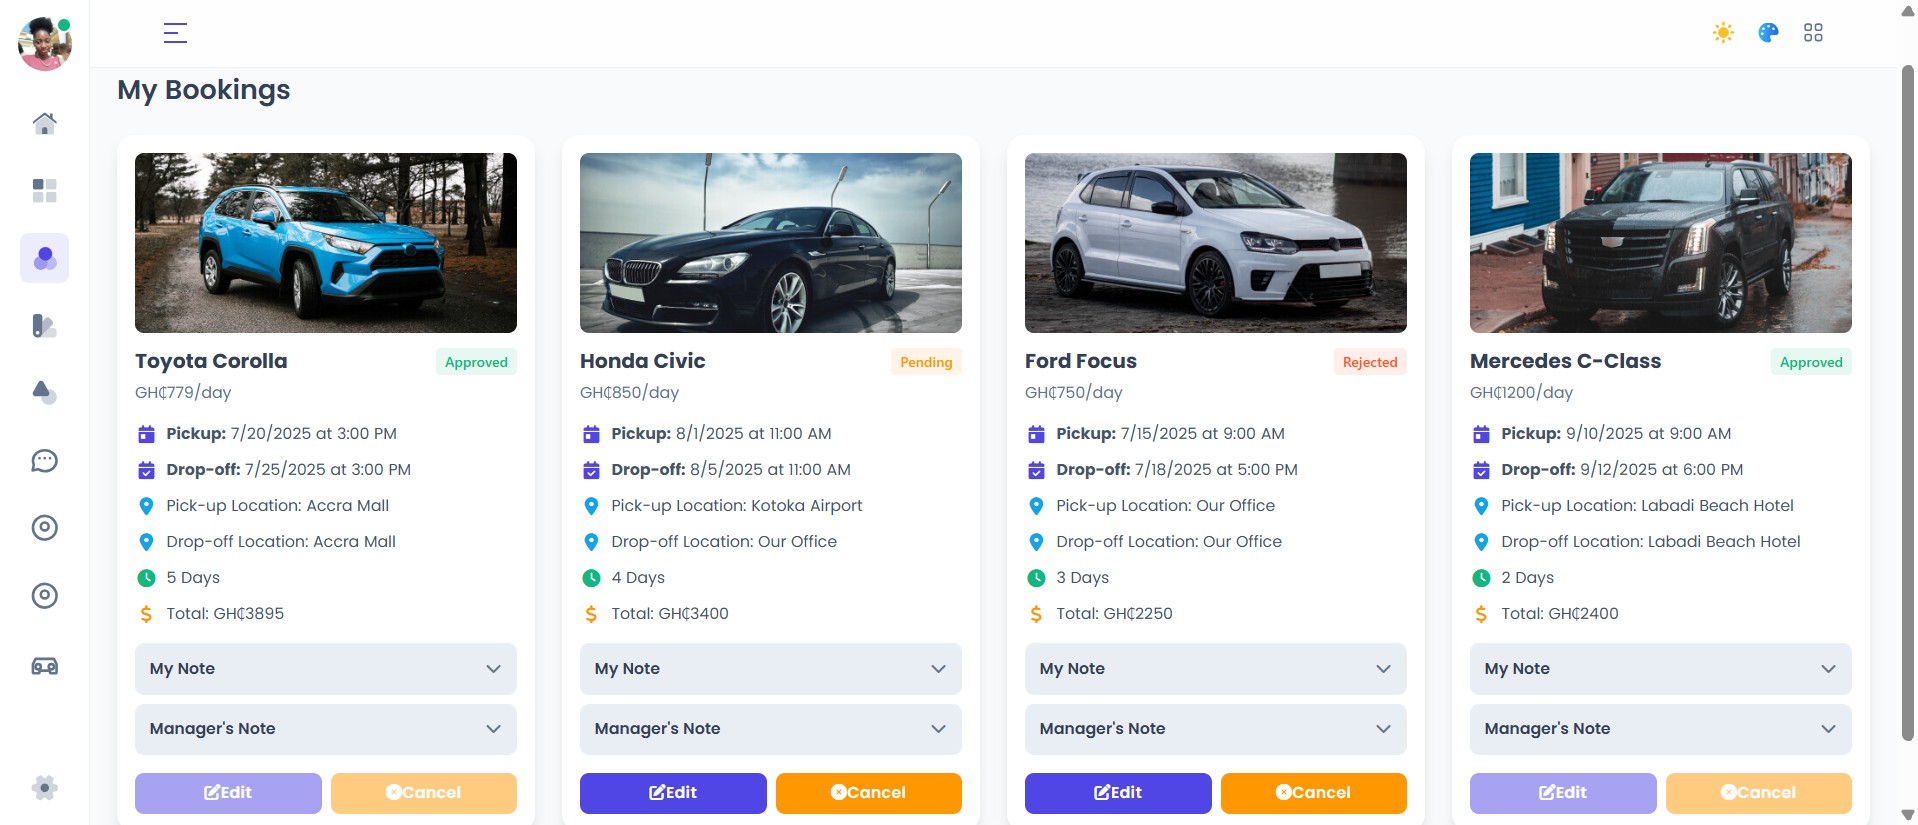 My Bookings
Toyota Corolla
Approved
GH₵779/day
Pickup: 7/20/2025 at 3:00 PM
Drop-off: 7/25/2025 at 3:00 PM
Pick-up Location: Accra Mall
Drop-off Location: Accra Mall
5 Days
Total: GH₵3895
My Note
Manager's Note
Edit
Cancel
Honda Civic
Pending
GH₵850/day
Pickup: 8/1/2025 at 11:00 AM
Drop-off: 8/5/2025 at 11:00 AM
Pick-up Location: Kotoka Airport
Drop-off Location: Our Office
4 Days
Total: GH₵3400
My Note
Manager's Note
Edit
Cancel
Ford Focus
Rejected
GH₵750/day
Pickup: 7/15/2025 at 9:00 AM
Drop-off: 7/18/2025 at 5:00 PM
Pick-up Location: Our Office
Drop-off Location: Our Office
3 Days
Total: GH₵2250
My Note
Manager's Note
Edit
Cancel
Mercedes C-Class
Approved
GH₵1200/day
Pickup: 9/10/2025 at 9:00 AM
Drop-off: 9/12/2025 at 6:00 PM
Pick-up Location: Labadi Beach Hotel
Drop-off Location: Labadi Beach Hotel
2 Days
Total: GH₵2400
My Note
Manager's Note
Edit
Cancel